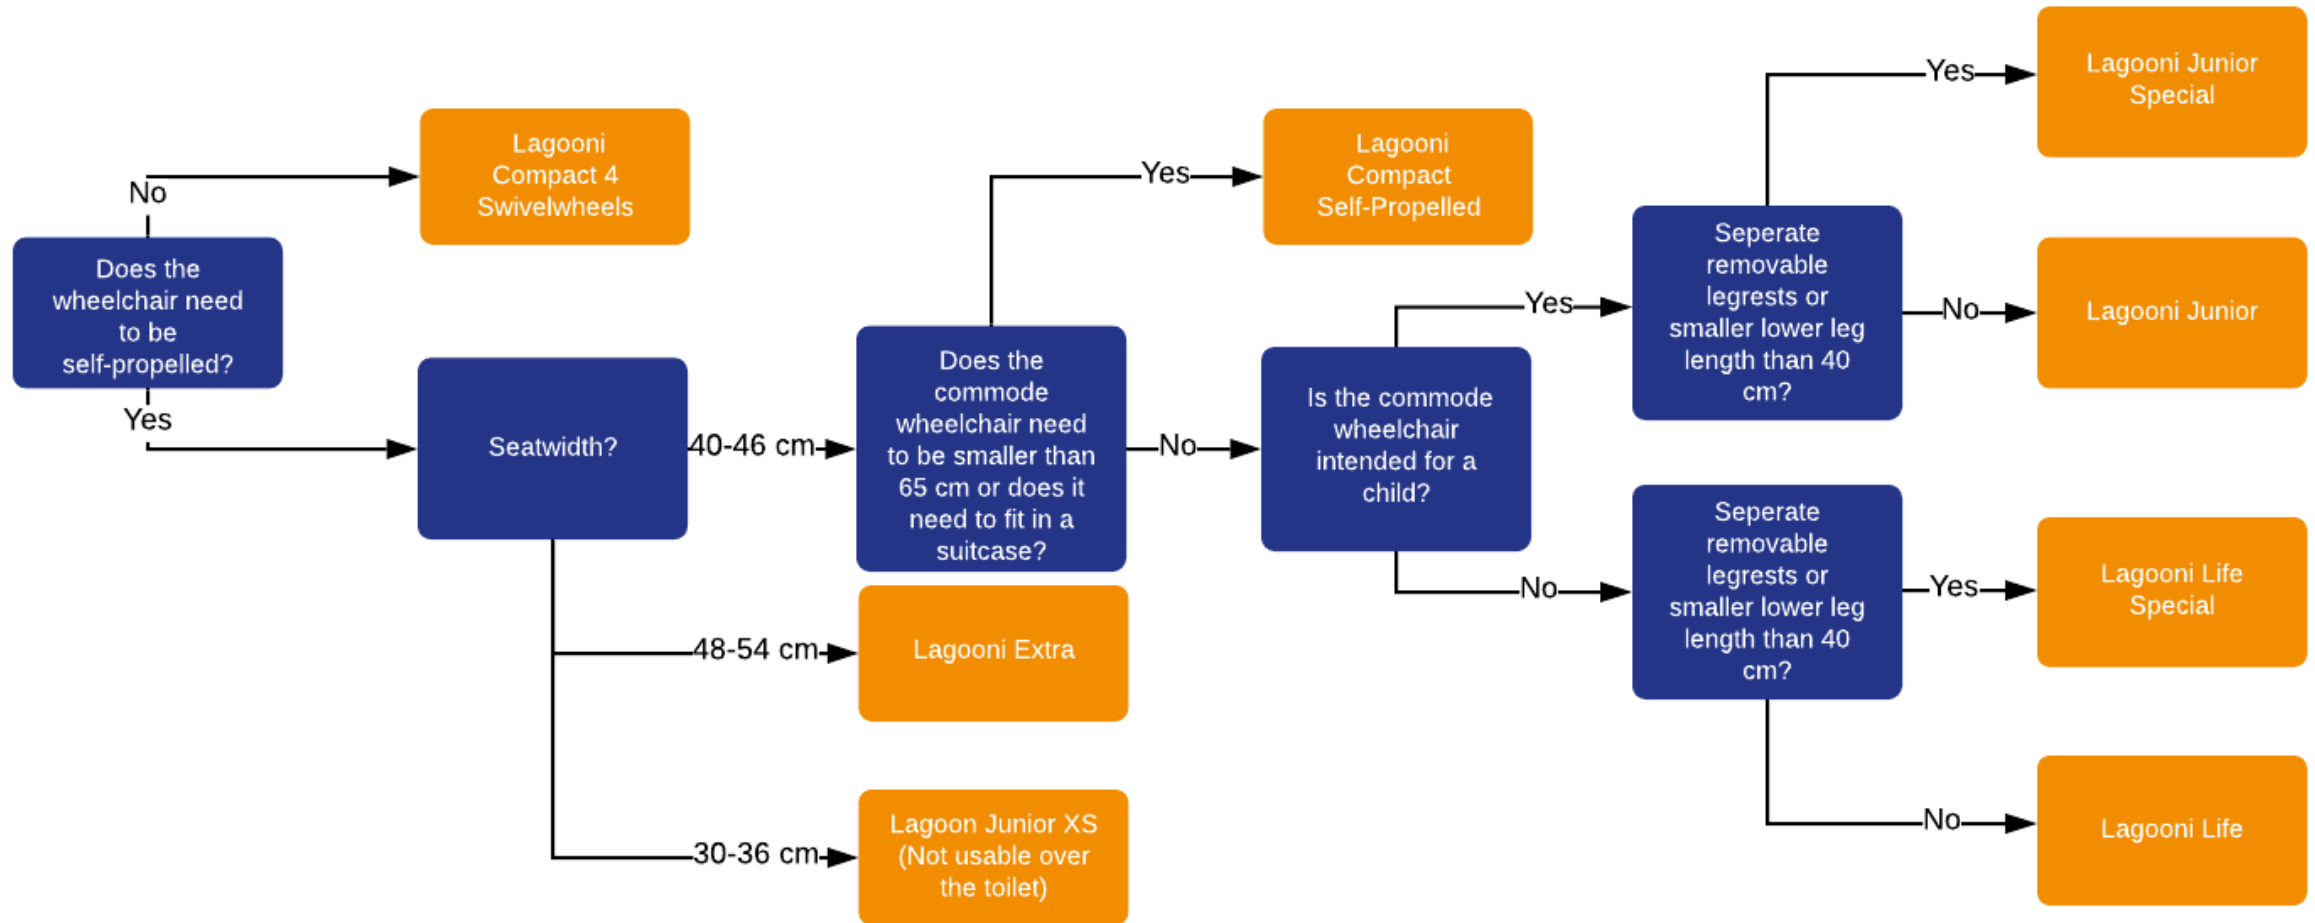 Does the
wheelchair need
to be
self-propelled?
No
Lagooni
Compact 4
Swivelwheels
Yes
Seatwidth?
40-46 cm
Does the
commode
wheelchair need
to be smaller than
65 cm or does it
need to fit in a
suitcase?
48-54 cm
Lagooni Extra
30-36 cm
Lagoon Junior XS
(Not usable over
the toilet)
Yes
Lagooni
Compact
Self-Propelled
No
Is the commode
wheelchair
intended for a
child?
Yes
Seperate
removable
legrests or
smaller lower leg
length than 40
cm?
Yes
Lagooni Junior
Special
No
Lagooni Junior
No
Seperate
removable
legrests or
smaller lower leg
length than 40
cm?
Yes
Lagooni Life
Special
No
Lagooni Life